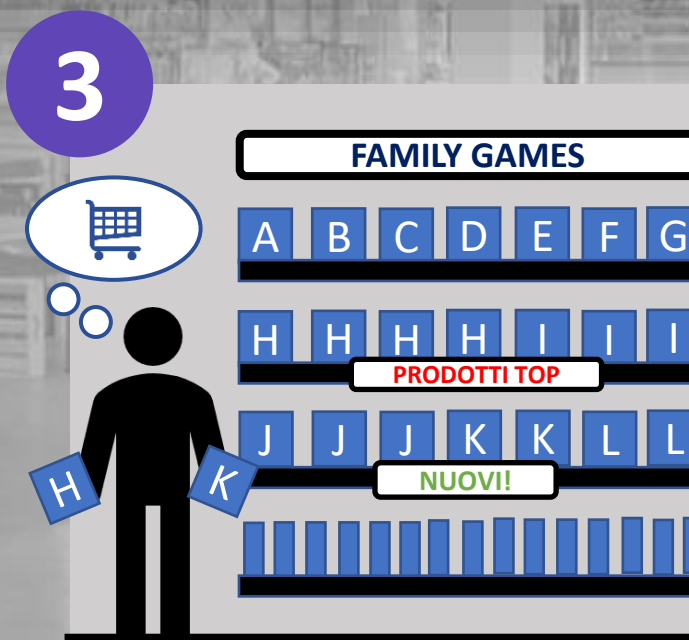 3
FAMILY GAMES
A B C D E F G
H H H H I I I
PRODOTTI TOP
J J J K K L L
NUOVI!
H K